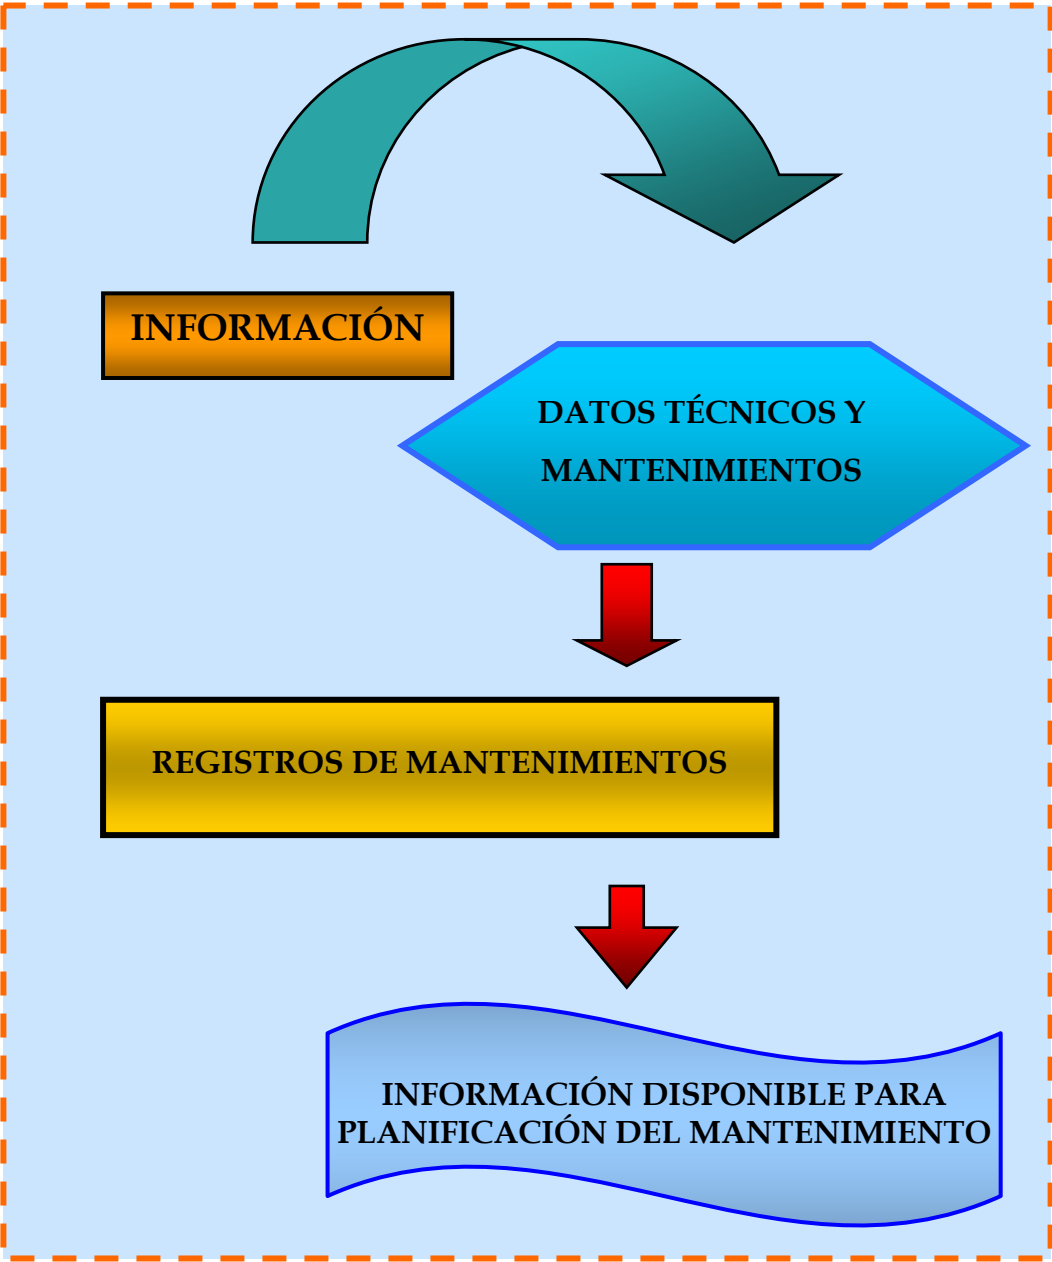 INFORMACIÓN
DATOS TÉCNICOS Y
MANTENIMIENTOS
REGISTROS DE MANTENIMIENTOS
INFORMACIÓN DISPONIBLE PARA
PLANIFICACIÓN DEL MANTENIMIENTO